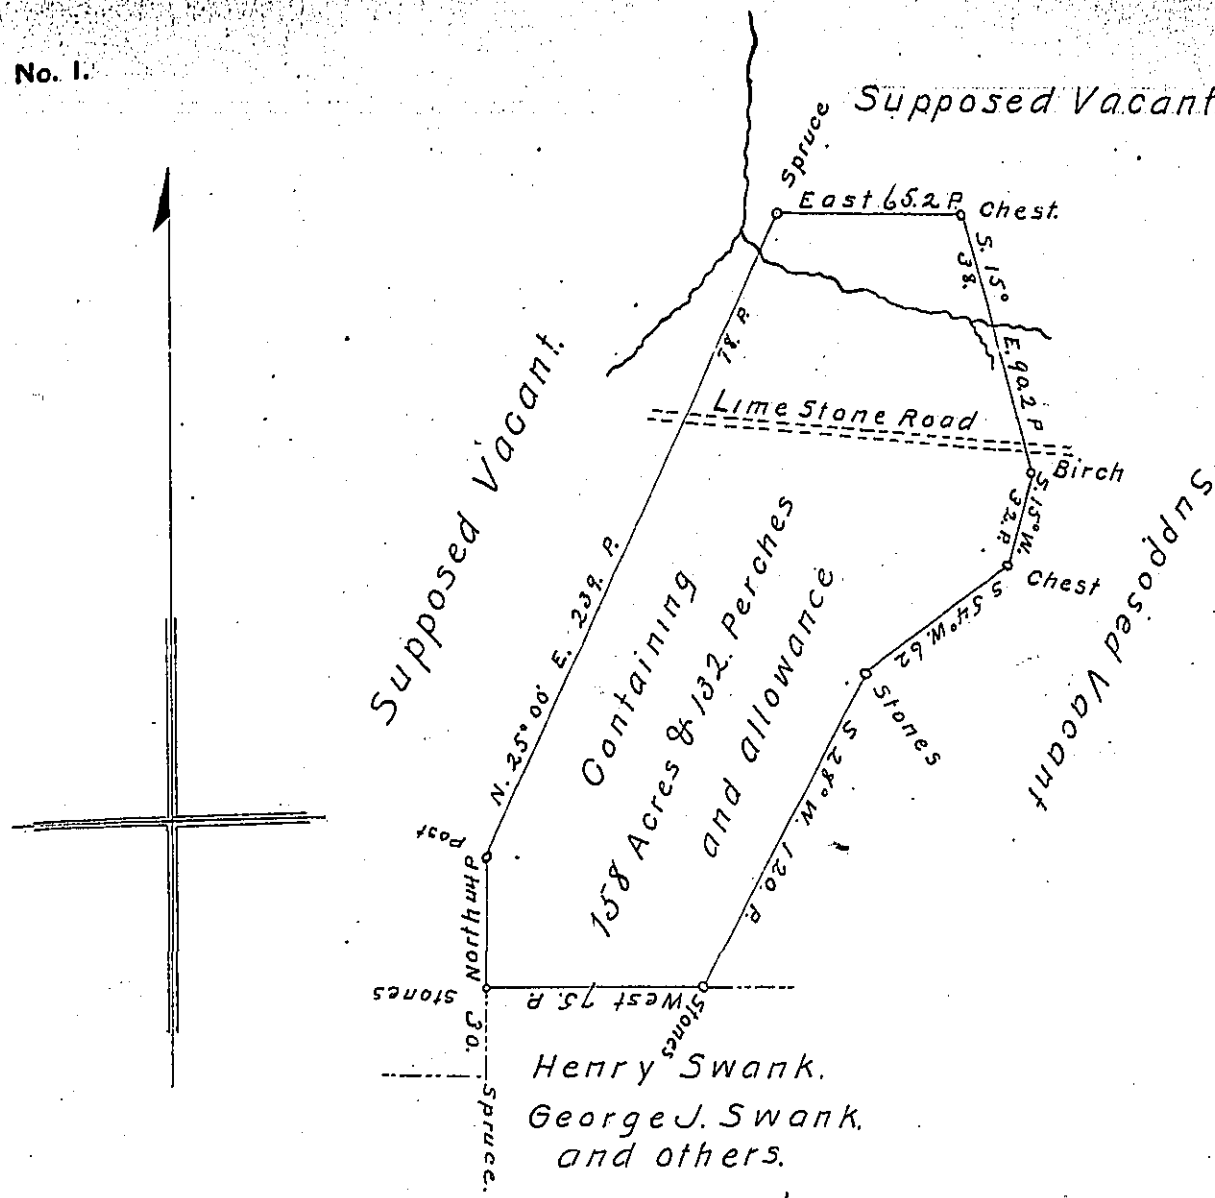 No. 1.
Supposed Vacant
Spruce
East 65.2 P.
Chest.
S. 15° E. 90.2 P
38.
78. P.
Supposed Vacant.
Lime Stone Road
Birch
S. 15° W.
32. P.
Chest
S 54° W. 62
Supposed Vacant
Stones
N. 25° 00' E. 239. P.
Containing
158 Acres & 132. Perches
and allowance
S 28° W. 120. P.
Post
North
Stones
West 75. P.
Stones
30.
Spruce.
Henry Swank.
George J. Swank.
and others.